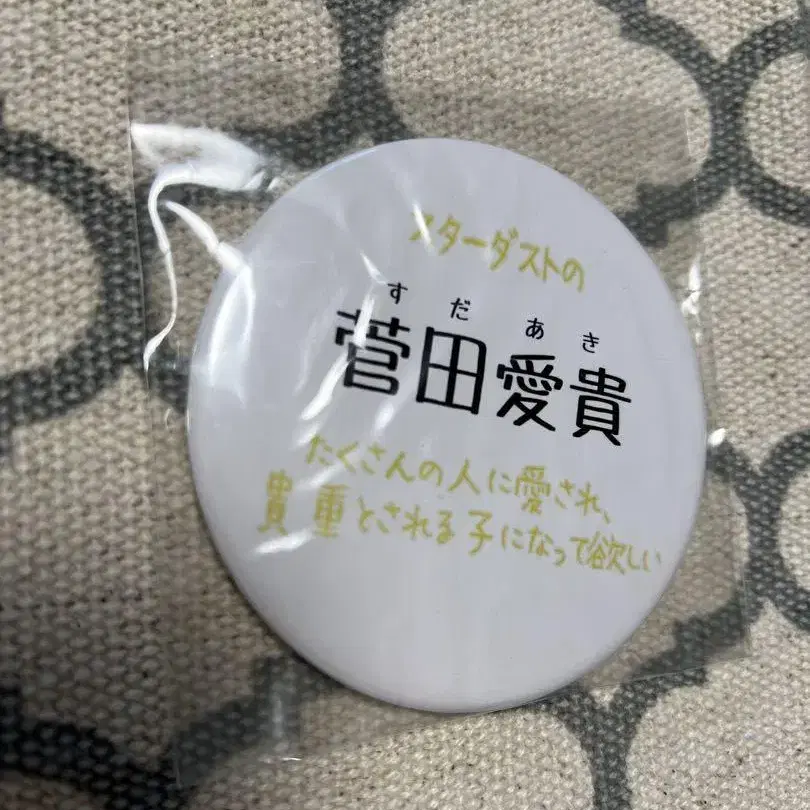 スターダストの
すだ あき
菅田愛貴
たくさんの人に愛され、
貴重とされる子になって欲しい